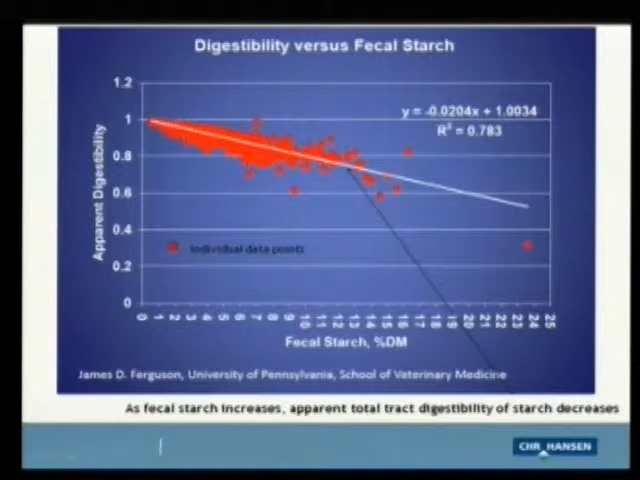 Digestibility versus Fecal Starch
y = -0.0204x + 1.0034
R² = 0.783
Apparent Digestibility
1.2
1
0.8
0.6
0.4
0.2
0
Individual data points
0 1 2 3 4 5 6 7 8 9 10 11 12 13 14 15 16 17 18 19 20 21 22 23 24 25
Fecal Starch, %DM
James D. Ferguson, University of Pennsylvania, School of Veterinary Medicine
As fecal starch increases, apparent total tract digestibility of starch decreases
CHR HANSEN